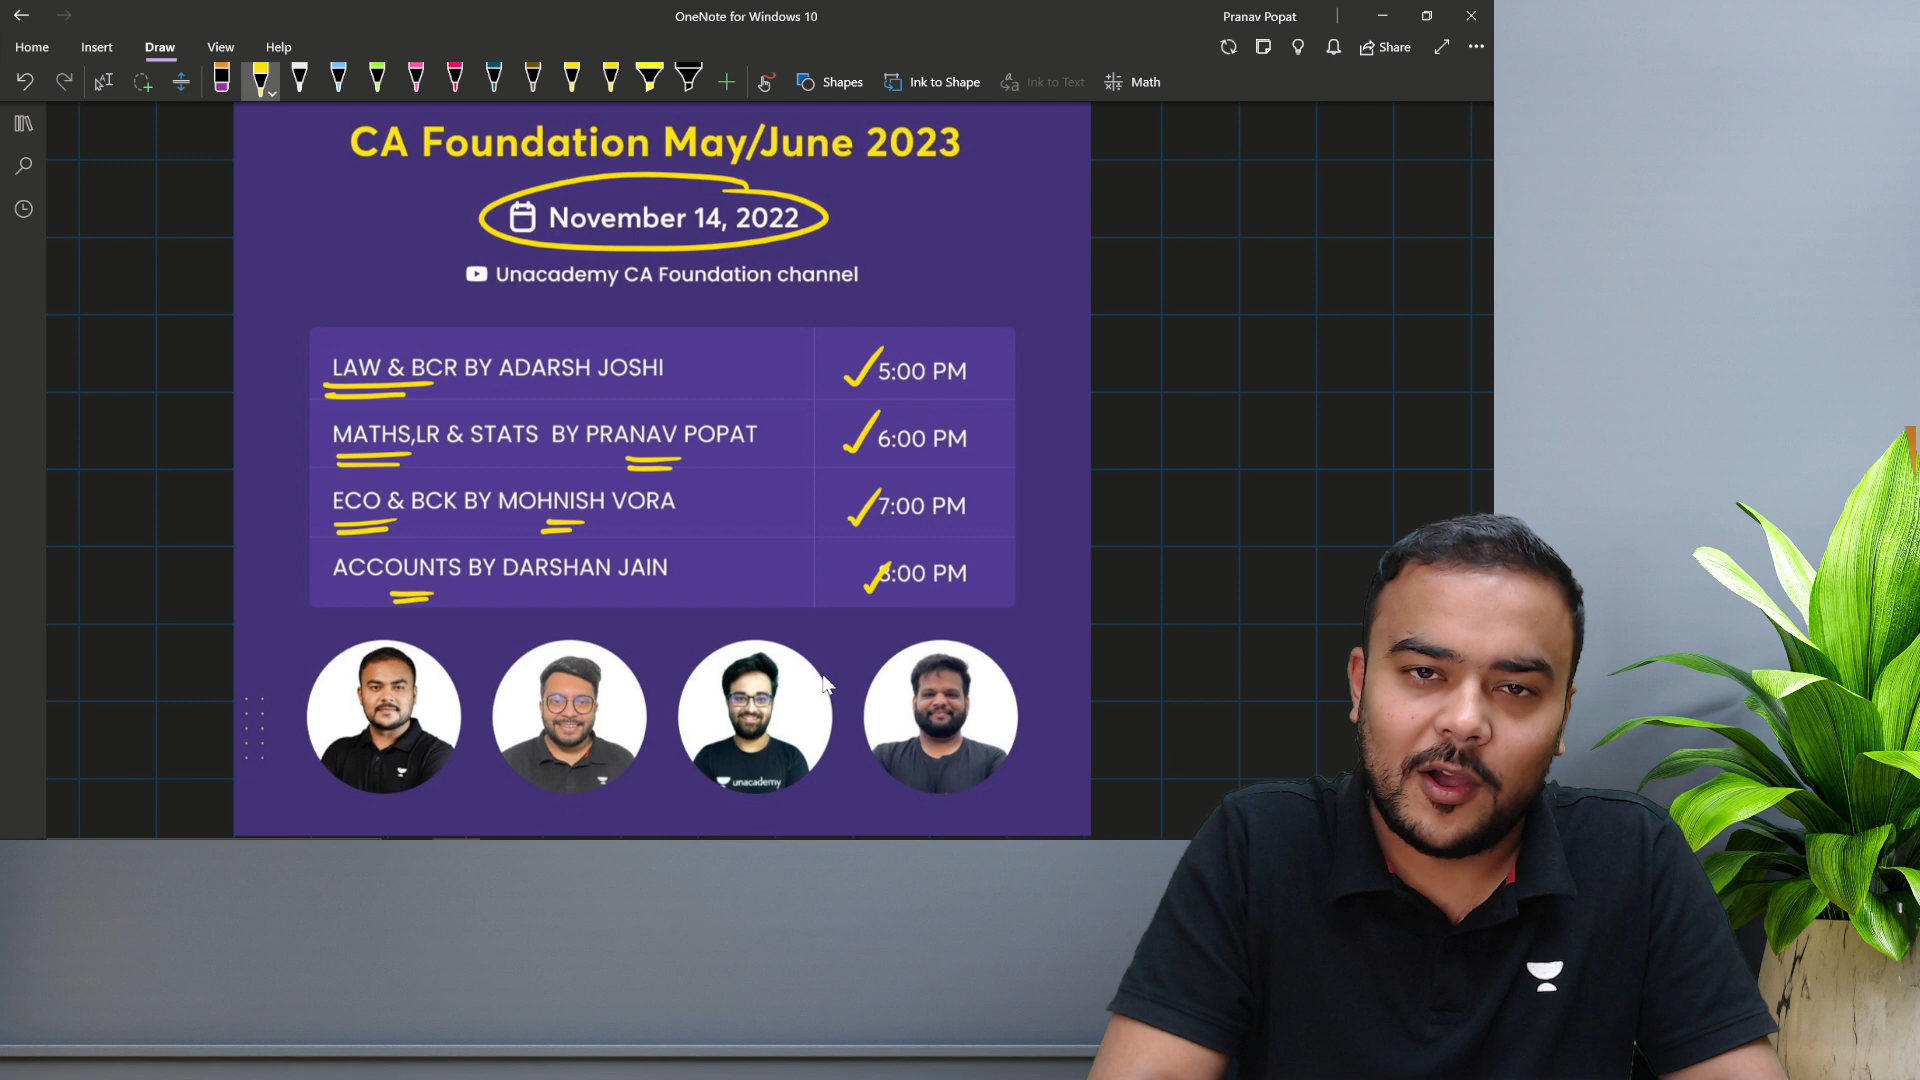 OneNote for Windows 10
Pranav Popat
Home Insert Draw View Help
Share
Shapes Ink to Shape Ink to Text Math
CA Foundation May/June 2023
November 14, 2022
Unacademy CA Foundation channel
LAW & BCR BY ADARSH JOSHI 5:00 PM
MATHS,LR & STATS BY PRANAV POPAT 6:00 PM
ECO & BCK BY MOHNISH VORA 7:00 PM
ACCOUNTS BY DARSHAN JAIN 8:00 PM
unacademy